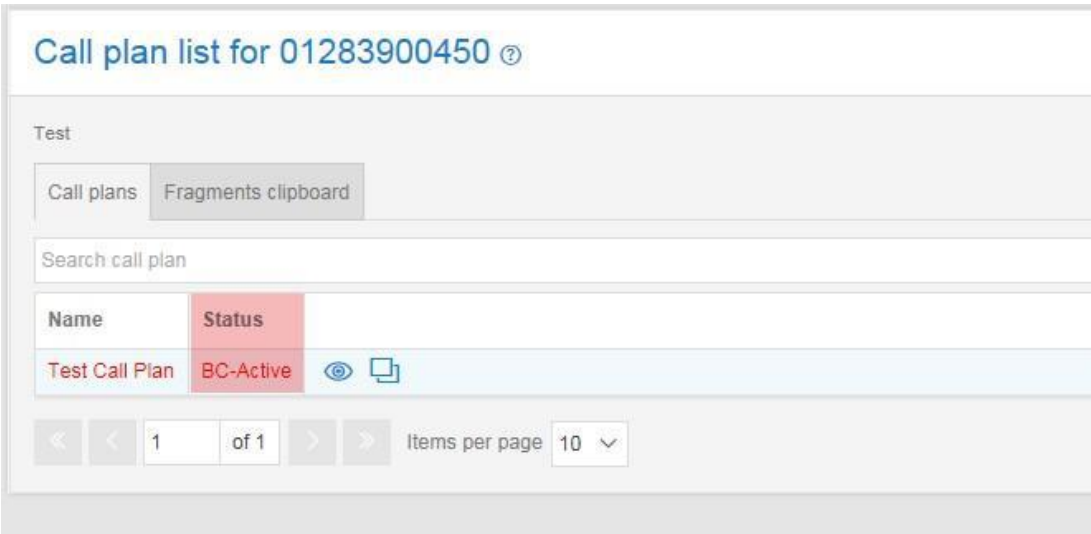 Call plan list for 01283900450 ?
Test
Call plans Fragments clipboard
Search call plan
Name Status
Test Call Plan BC-Active
« ‹ 1 of 1 › » Items per page 10